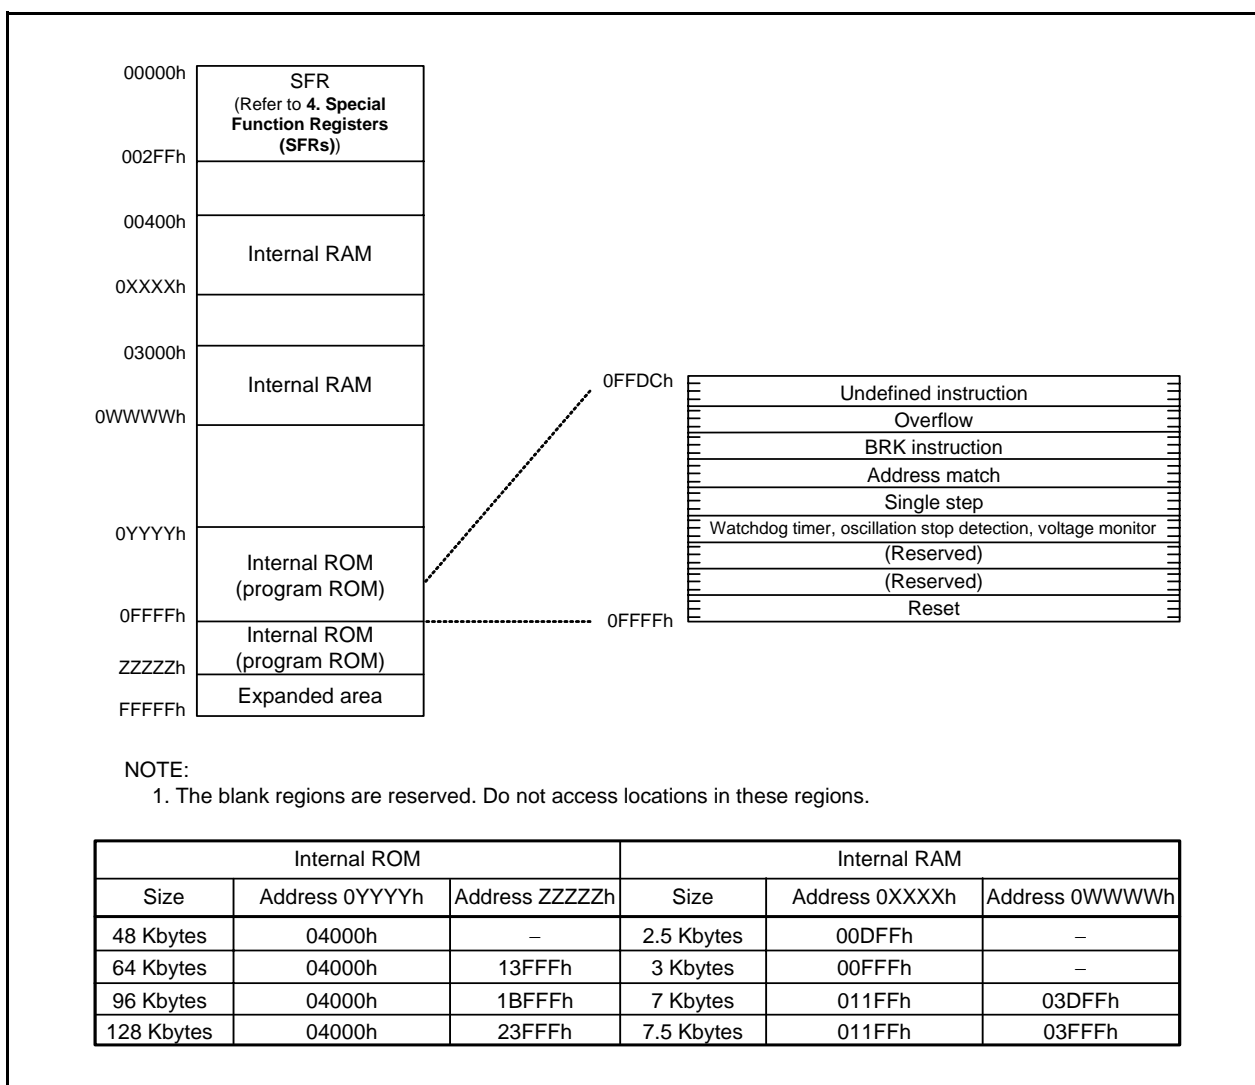 00000h
SFR
(Refer to 4. Special
Function Registers
(SFRs))
002FFh
00400h
Internal RAM
0XXXXh
03000h
Internal RAM
0WWWWh
0YYYYh
Internal ROM
(program ROM)
0FFFFh
Internal ROM
(program ROM)
ZZZZZh
Expanded area
FFFFFh
0FFDCh
Undefined instruction
Overflow
BRK instruction
Address match
Single step
Watchdog timer, oscillation stop detection, voltage monitor
(Reserved)
(Reserved)
Reset
0FFFFh
NOTE:
1. The blank regions are reserved. Do not access locations in these regions.
Internal ROM Internal RAM
Size Address 0YYYYh Address ZZZZZh Size Address 0XXXXh Address 0WWWWh
48 Kbytes 04000h – 2.5 Kbytes 00DFFh –
64 Kbytes 04000h 13FFFh 3 Kbytes 00FFFh –
96 Kbytes 04000h 1BFFFh 7 Kbytes 011FFh 03DFFh
128 Kbytes 04000h 23FFFh 7.5 Kbytes 011FFh 03FFFh